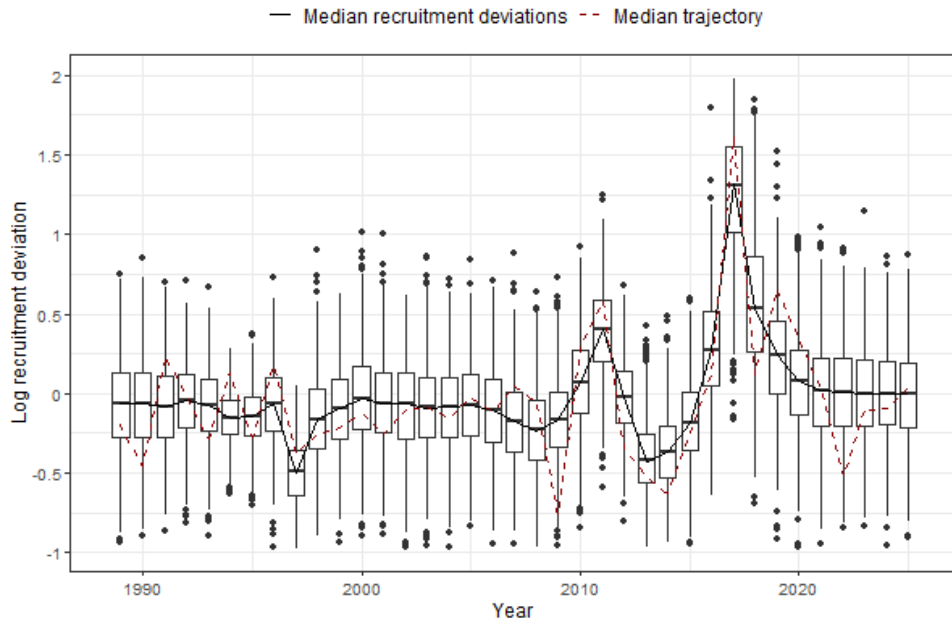 Median recruitment deviations Median trajectory
2
1.5
1
0.5
0
-0.5
-1
Log recruitment deviation
1990 2000 2010 2020
Year